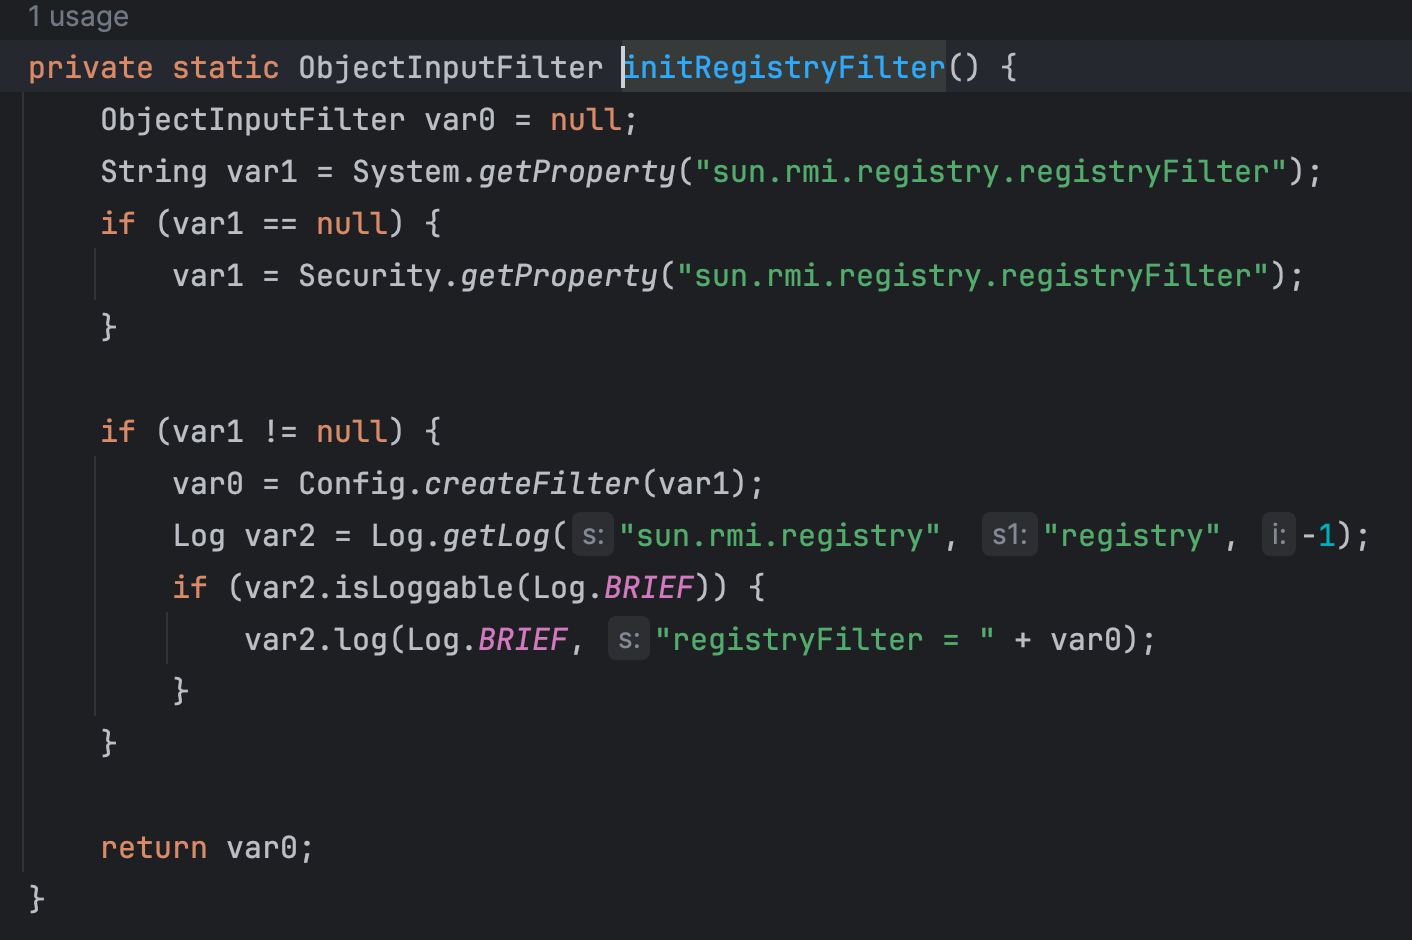 1 usage
private static ObjectInputFilter initRegistryFilter() {
    ObjectInputFilter var0 = null;
    String var1 = System.getProperty("sun.rmi.registry.registryFilter");
    if (var1 == null) {
        var1 = Security.getProperty("sun.rmi.registry.registryFilter");
    }
    if (var1 != null) {
        var0 = Config.createFilter(var1);
        Log var2 = Log.getLog( s: "sun.rmi.registry", s1: "registry", i: -1);
        if (var2.isLoggable(Log.BRIEF)) {
            var2.log(Log.BRIEF, s: "registryFilter = " + var0);
        }
    }
    return var0;
}